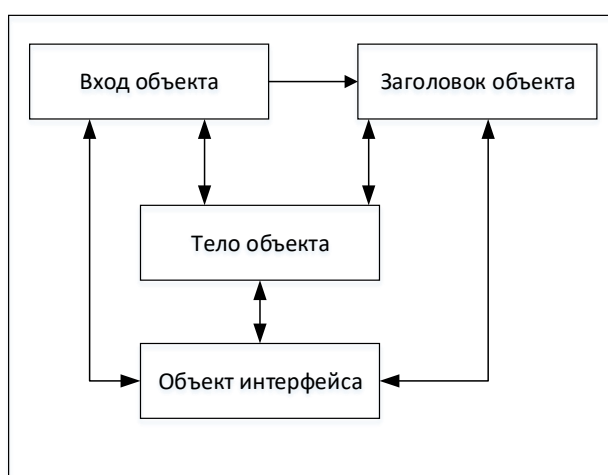 Вход объекта
Заголовок объекта
Тело объекта
Объект интерфейса